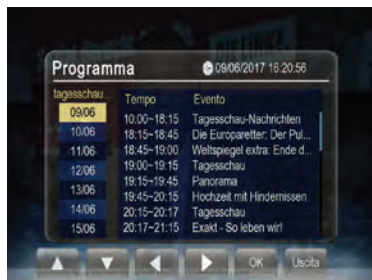 Programma 09/06/2017 16:20:56
tagesschau...
Tempo Evento
09/06
10/06
11/06
12/06
13/06
14/06
15/06
10:00~18:15 Tagesschau-Nachrichten
18:15~18:45 Die Europaretter: Der Pul...
18:45~19:00 Weltspiegel extra: Ende d...
19:00~19:15 Tagesschau
19:15~19:45 Panorama
19:45~20:15 Hochzeit mit Hindernissen
20:15~20:17 Tagesschau
20:17~21:15 Exakt - So leben wir!
OK Uscita
DIE LINKE.